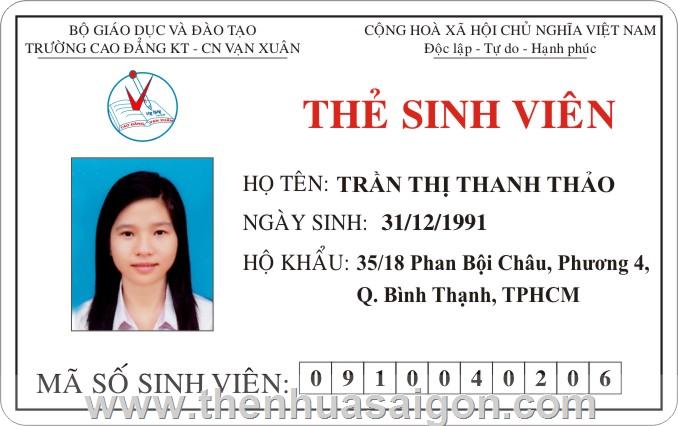 BỘ GIÁO DỤC VÀ ĐÀO TẠO
TRƯỜNG CAO ĐẲNG KT - CN VẠN XUÂN
CỘNG HOÀ XÃ HỘI CHỦ NGHĨA VIỆT NAM
Độc lập - Tự do - Hạnh phúc
THẺ SINH VIÊN
HỌ TÊN: TRẦN THỊ THANH THẢO
NGÀY SINH: 31/12/1991
HỘ KHẨU: 35/18 Phan Bội Châu, Phương 4,
Q. Bình Thạnh, TPHCM
MÃ SỐ SINH VIÊN: 0 9 1 0 0 4 0 2 0 6
www.thenhuasaigon.com